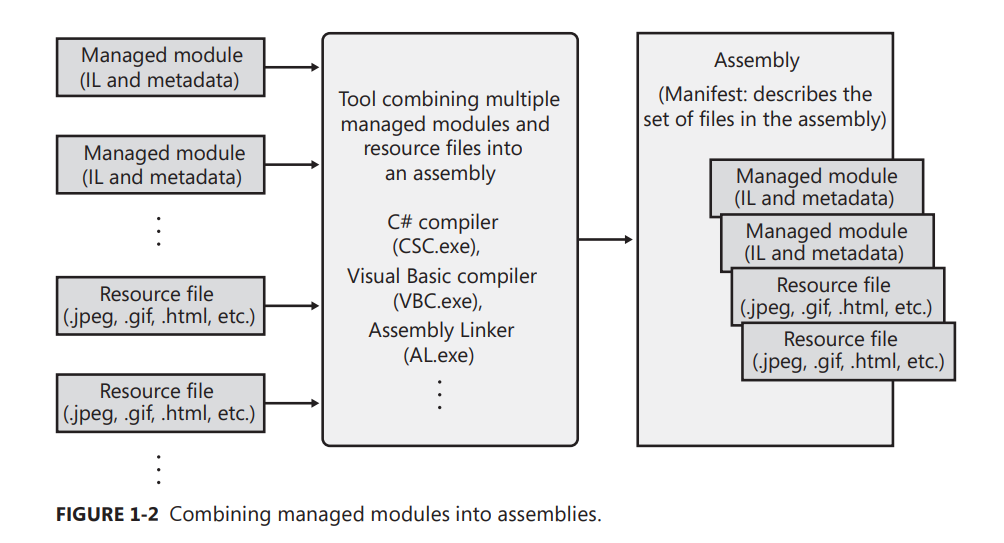 Managed module
(IL and metadata)
Managed module
(IL and metadata)
Resource file
(.jpeg, .gif, .html, etc.)
Resource file
(.jpeg, .gif, .html, etc.)
Tool combining multiple
managed modules and
resource files into
an assembly
C# compiler
(CSC.exe),
Visual Basic compiler
(VBC.exe),
Assembly Linker
(AL.exe)
Assembly
(Manifest: describes the
set of files in the assembly)
Managed module
(IL and metadata)
Managed module
(IL and metadata)
Resource file
(.jpeg, .gif, .html, etc.)
Resource file
(.jpeg, .gif, .html, etc.)
FIGURE 1-2 Combining managed modules into assemblies.